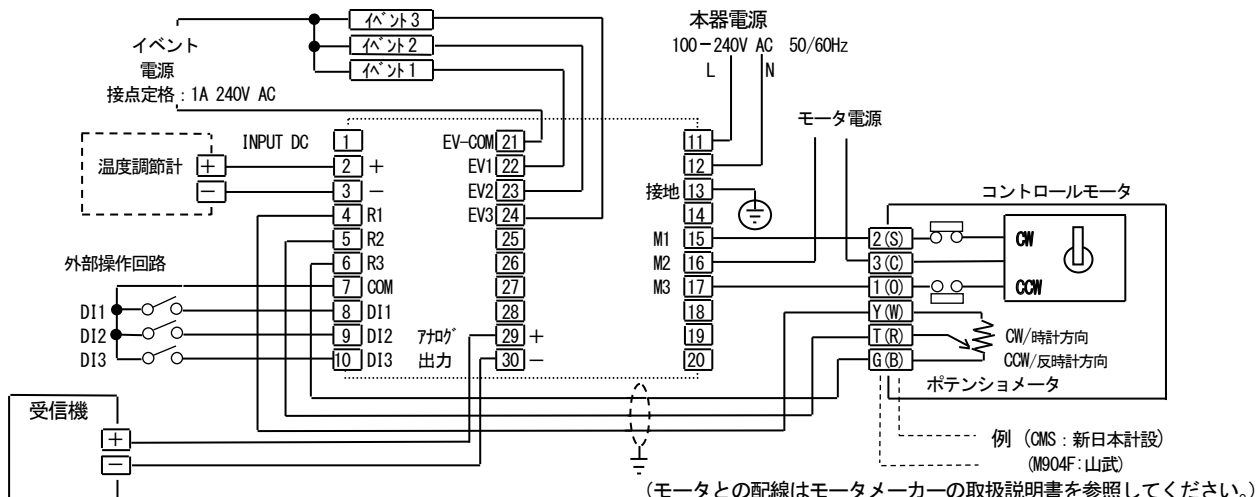 イベント3
イベント2
イベント1
イベント
電源
接点定格：1A 240V AC
本器電源
100－240V AC 50/60Hz
L N
モータ電源
温度調節計
+
−
INPUT DC
1
2 +
3 −
4 R1
5 R2
6 R3
7 COM
8 DI1
9 DI2
10 DI3
EV-COM 21
EV1 22
EV2 23
EV3 24
25
26
27
28
アナログ 29 +
出力 30 −
11
12
接地 13
14
M1 15
M2 16
M3 17
18
19
20
外部操作回路
DI1
DI2
DI3
コントロールモータ
2(S)
3(C)
1(O)
Y(W)
T(R)
G(B)
CW
CCW
CW/時計方向
CCW/反時計方向
ポテンショメータ
受信機
+
−
例 (CMS：新日本計設)
(M904F：山武)
(モータとの配線はモータメーカーの取扱説明書を参照してください。)